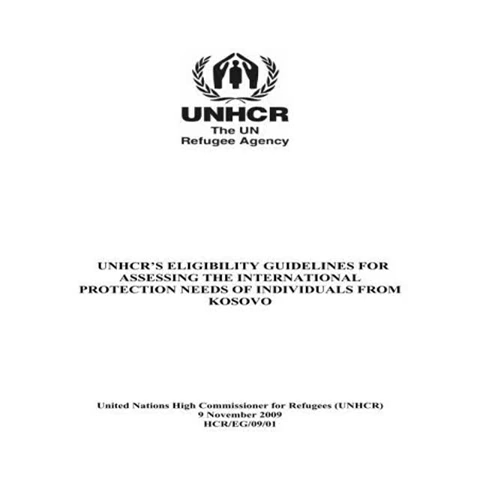 UNHCR
The UN
Refugee Agency
UNHCR'S ELIGIBILITY GUIDELINES FOR
ASSESSING THE INTERNATIONAL
PROTECTION NEEDS OF INDIVIDUALS FROM
KOSOVO
United Nations High Commissioner for Refugees (UNHCR)
9 November 2009
HCR/EG/09/01